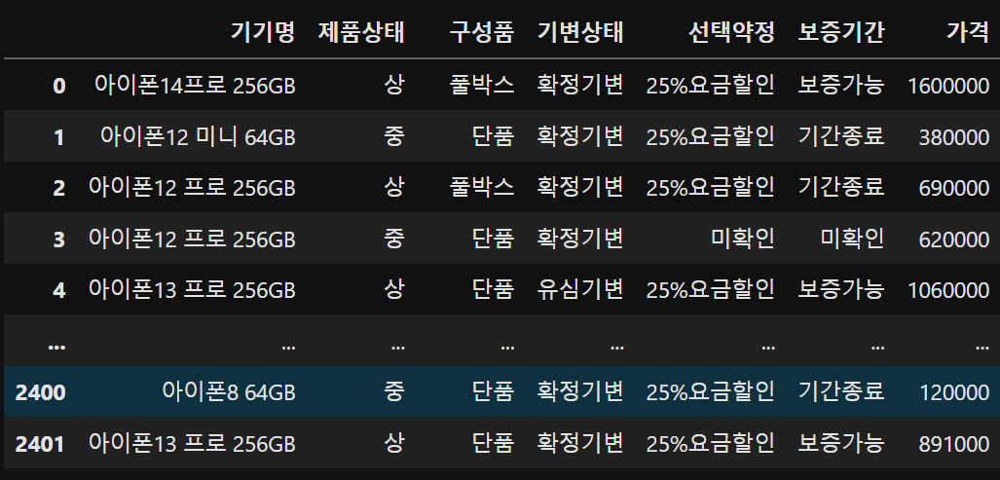 기기명 제품상태 구성품 기변상태 선택약정 보증기간 가격
0 아이폰14프로 256GB 상 풀박스 확정기변 25%요금할인 보증가능 1600000
1 아이폰12 미니 64GB 중 단품 확정기변 25%요금할인 기간종료 380000
2 아이폰12 프로 256GB 상 풀박스 확정기변 25%요금할인 기간종료 690000
3 아이폰12 프로 256GB 중 단품 확정기변 미확인 미확인 620000
4 아이폰13 프로 256GB 상 단품 유심기변 25%요금할인 보증가능 1060000
... ... ... ... ... ... ... ...
2400 아이폰8 64GB 중 단품 확정기변 25%요금할인 기간종료 120000
2401 아이폰13 프로 256GB 상 단품 확정기변 25%요금할인 보증가능 891000